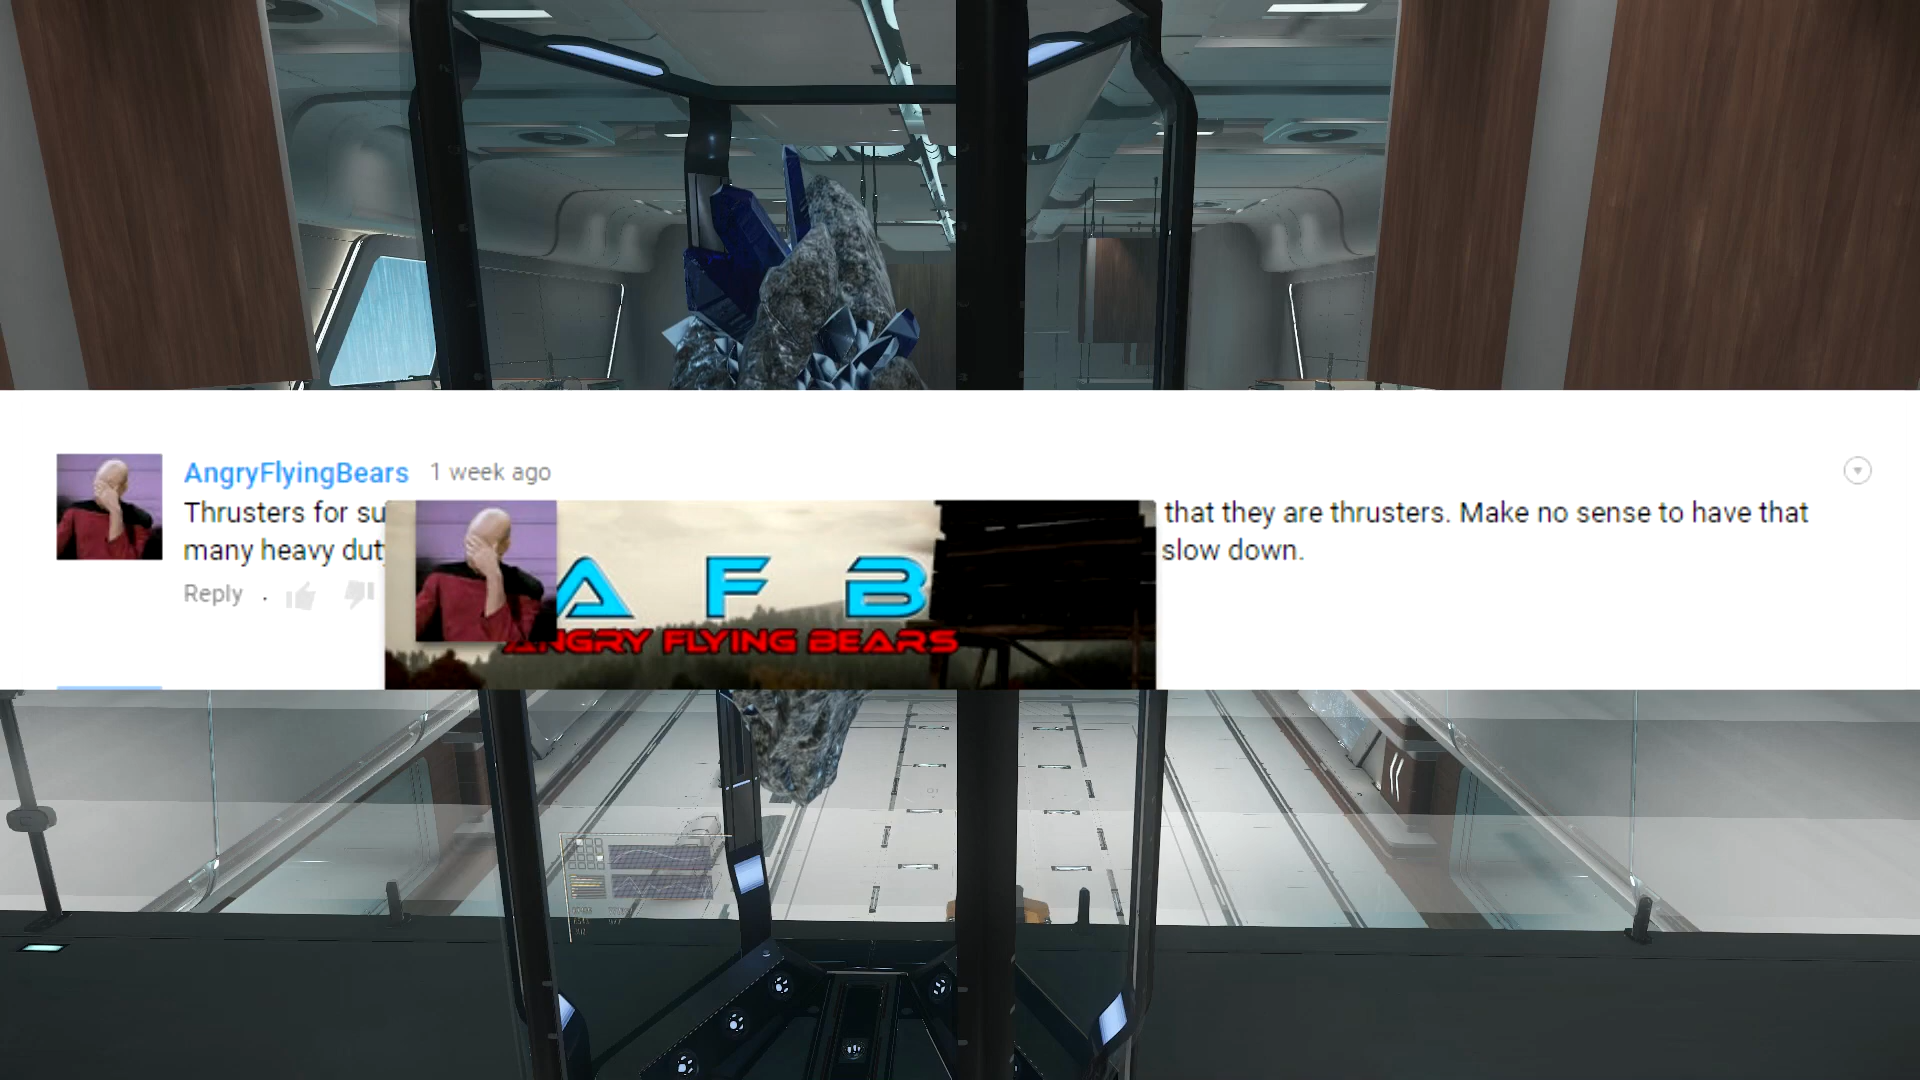 AngryFlyingBears 1 week ago
Thrusters for su that they are thrusters. Make no sense to have that
many heavy dut slow down.
Reply .
A F B
ANGRY FLYING BEARS